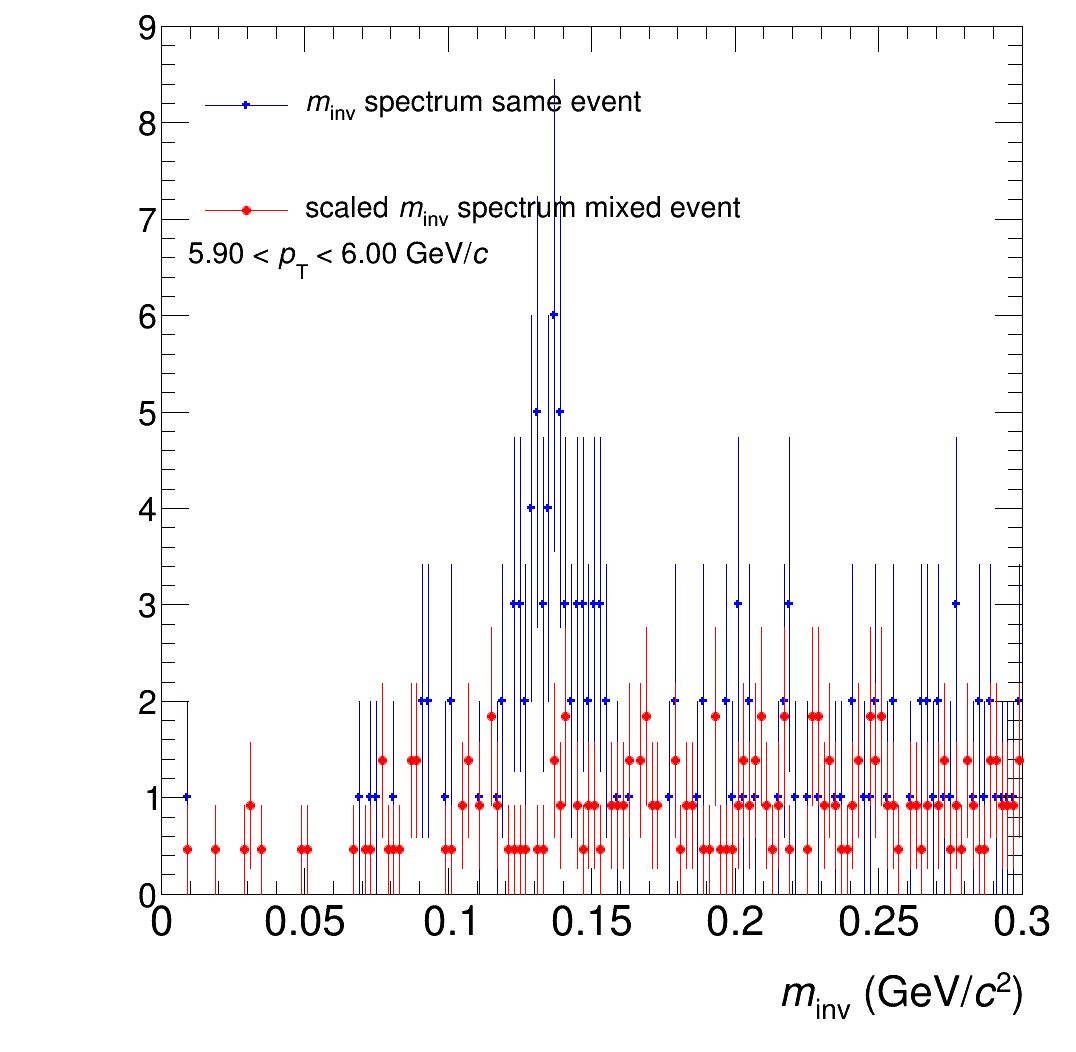 9
8
7
6
5
4
3
2
1
0
m_inv spectrum same event
scaled m_inv spectrum mixed event
5.90 < p_T < 6.00 GeV/c
0 0.05 0.1 0.15 0.2 0.25 0.3
m_inv (GeV/c²)